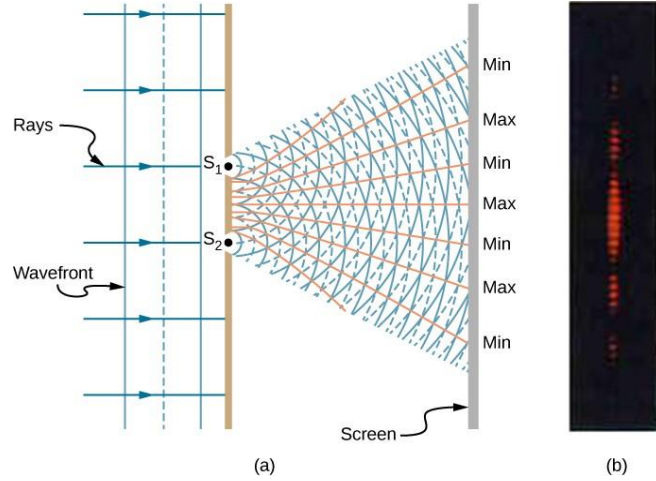 Rays
Wavefront
S1
S2
Min
Max
Min
Max
Min
Max
Min
Screen
(a)
(b)